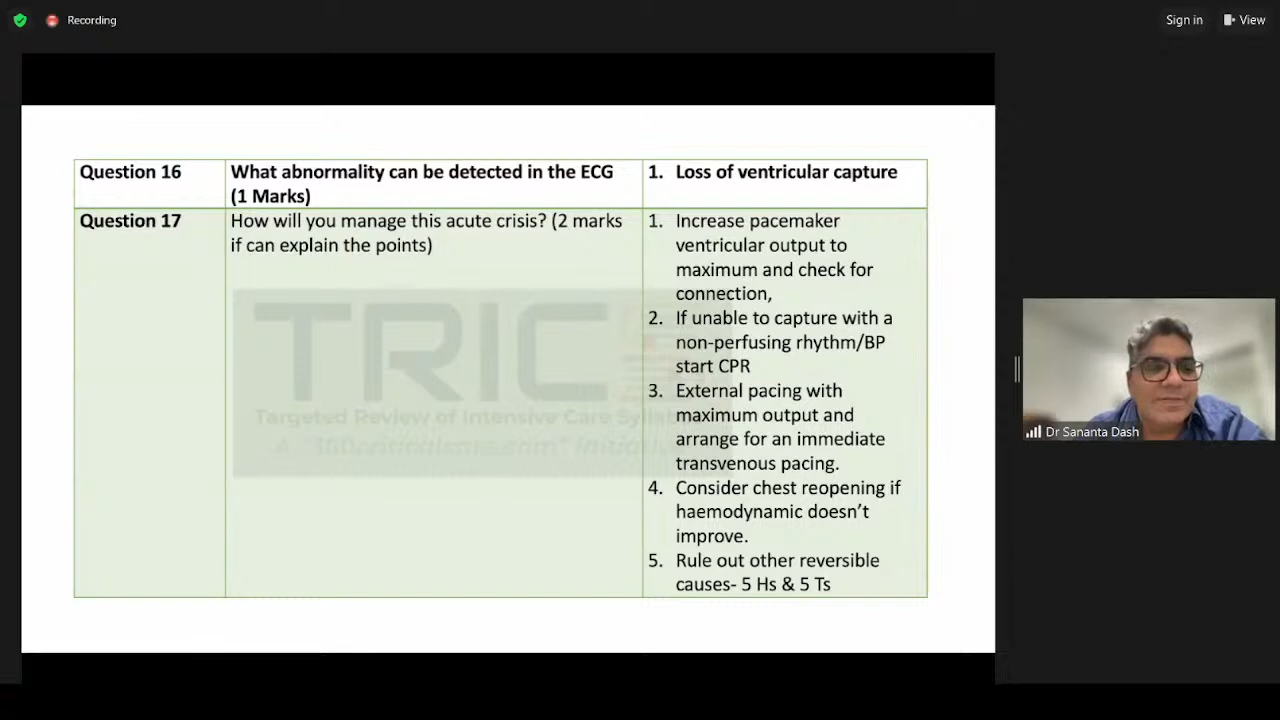 Recording
Sign in
View
Question 16
What abnormality can be detected in the ECG
(1 Marks)
1. Loss of ventricular capture
Question 17
How will you manage this acute crisis? (2 marks
if can explain the points)
1. Increase pacemaker
ventricular output to
maximum and check for
connection,
2. If unable to capture with a
non-perfusing rhythm/BP
start CPR
3. External pacing with
maximum output and
arrange for an immediate
transvenous pacing.
4. Consider chest reopening if
haemodynamic doesn't
improve.
5. Rule out other reversible
causes- 5 Hs & 5 Ts
TRIC
Targeted Review of Intensive Care
Dr Sananta Dash